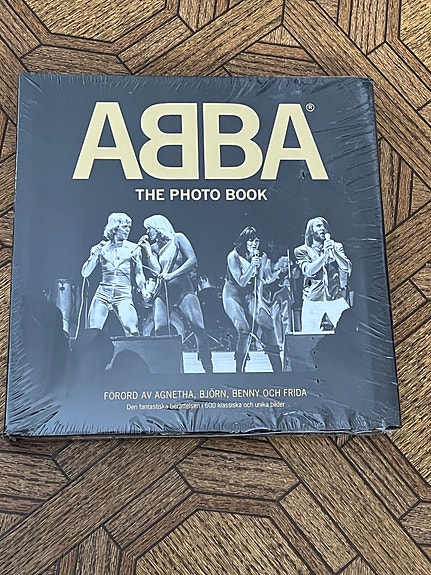 ABBA®
THE PHOTO BOOK
FÖRORD AV AGNETHA, BJÖRN, BENNY OCH FRIDA
Den fantastiska berättelsen i 600 klassiska och unika bilder